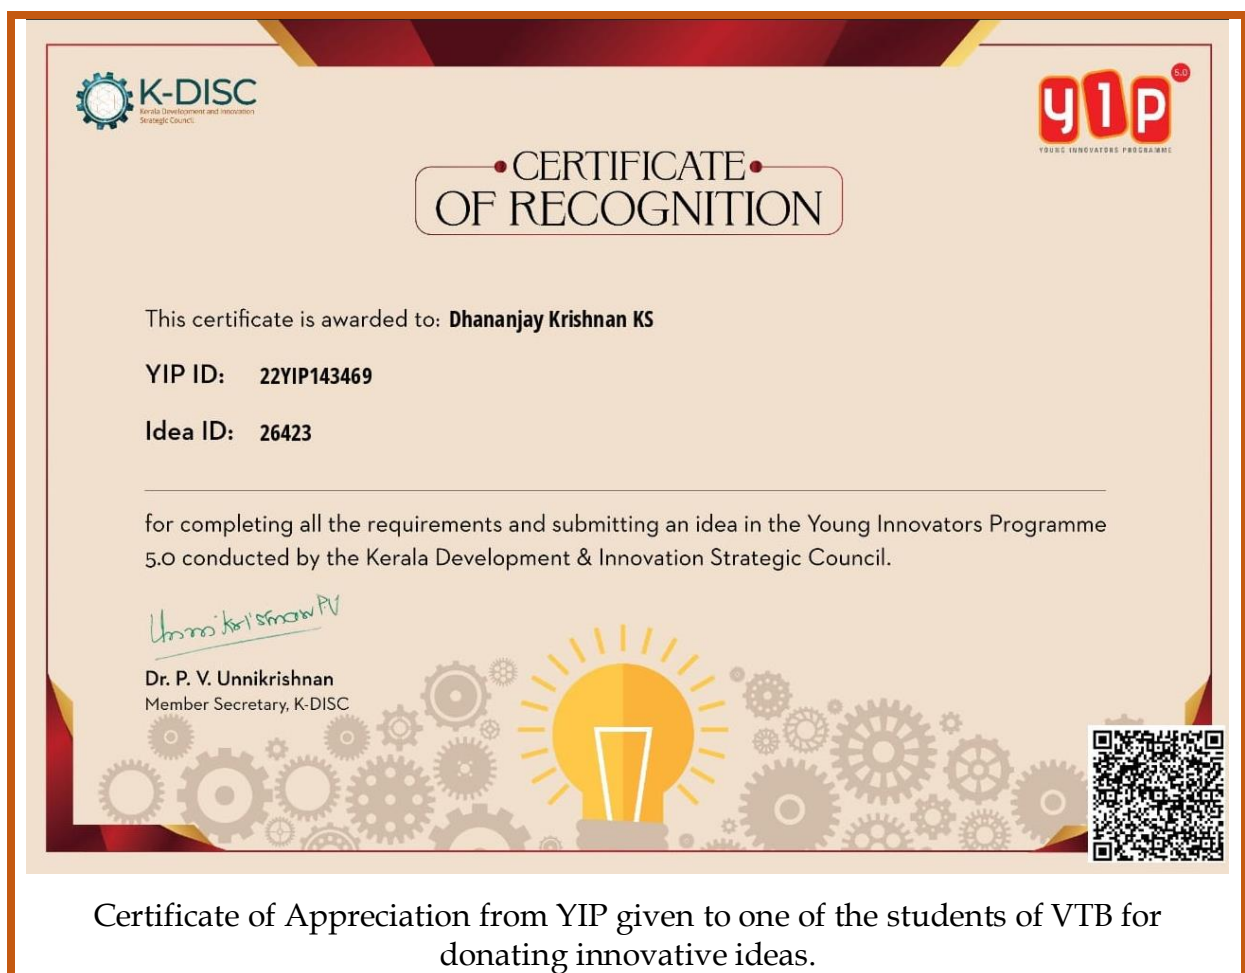 K-DISC
Kerala Development and Innovation
Strategic Council
5.0
yip
YOUNG INNOVATORS PROGRAMME
CERTIFICATE
OF RECOGNITION
This certificate is awarded to: Dhananjay Krishnan KS
YIP ID: 22YIP143469
Idea ID: 26423
for completing all the requirements and submitting an idea in the Young Innovators Programme
5.0 conducted by the Kerala Development & Innovation Strategic Council.
Unnikrishnan PV
Dr. P. V. Unnikrishnan
Member Secretary, K-DISC
Certificate of Appreciation from YIP given to one of the students of VTB for
donating innovative ideas.